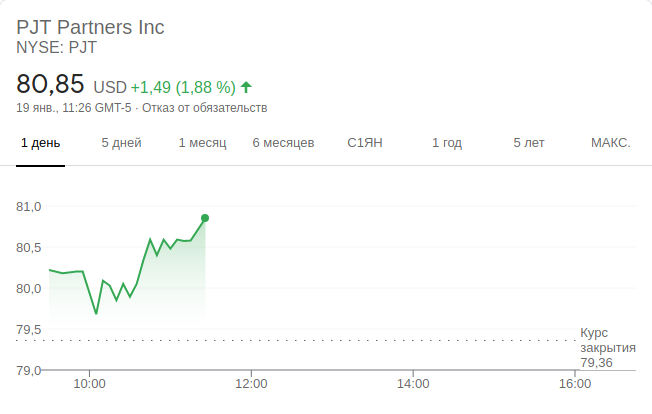 PJT Partners Inc
NYSE: PJT
80,85 USD +1,49 (1,88 %)
19 янв., 11:26 GMT-5 · Отказ от обязательств
1 день 5 дней 1 месяц 6 месяцев С1ЯН 1 год 5 лет МАКС.
81,0
80,5
80,0
79,5
Курс
закрытия
79,36
79,0
10:00 12:00 14:00 16:00